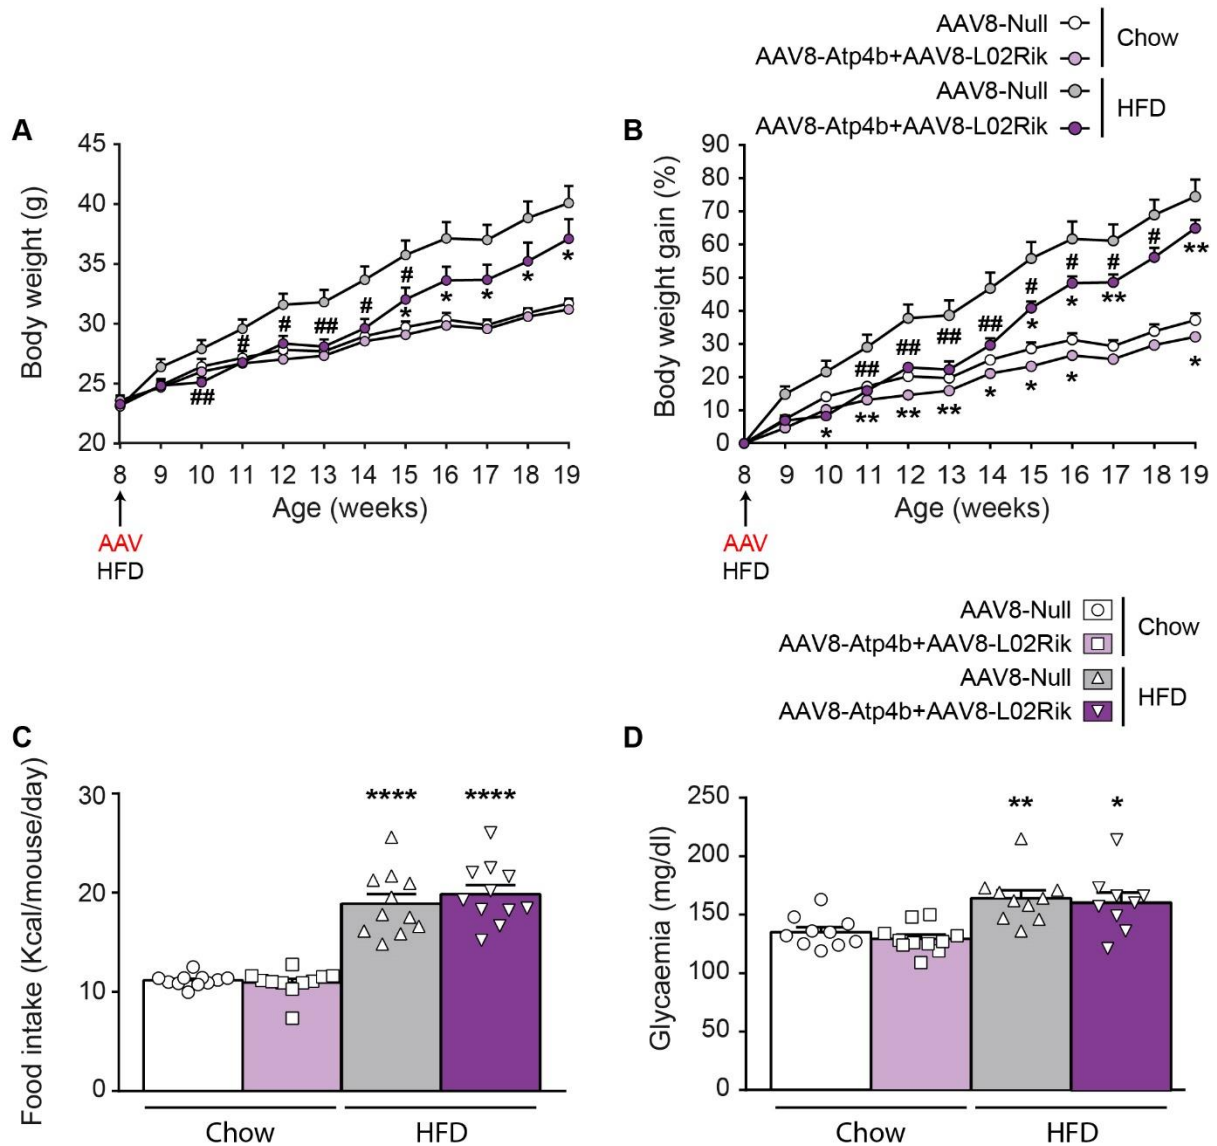 AAV8-Null
AAV8-Atp4b+AAV8-L02Rik
Chow
AAV8-Null
AAV8-Atp4b+AAV8-L02Rik
HFD
A
Body weight (g)
45
40
35
30
25
20
# # ## # # * * * * *
##
8 9 10 11 12 13 14 15 16 17 18 19
Age (weeks)
AAV
HFD
B
Body weight gain (%)
90
80
70
60
50
40
30
20
10
0
## ## ## ## # # # #
* * ** **
* ** ** ** * * * *
8 9 10 11 12 13 14 15 16 17 18 19
Age (weeks)
AAV
HFD
AAV8-Null
AAV8-Atp4b+AAV8-L02Rik
Chow
AAV8-Null
AAV8-Atp4b+AAV8-L02Rik
HFD
C
Food intake (Kcal/mouse/day)
30
20
10
0
**** ****
Chow HFD
D
Glycaemia (mg/dl)
250
200
150
100
50
0
** *
Chow HFD